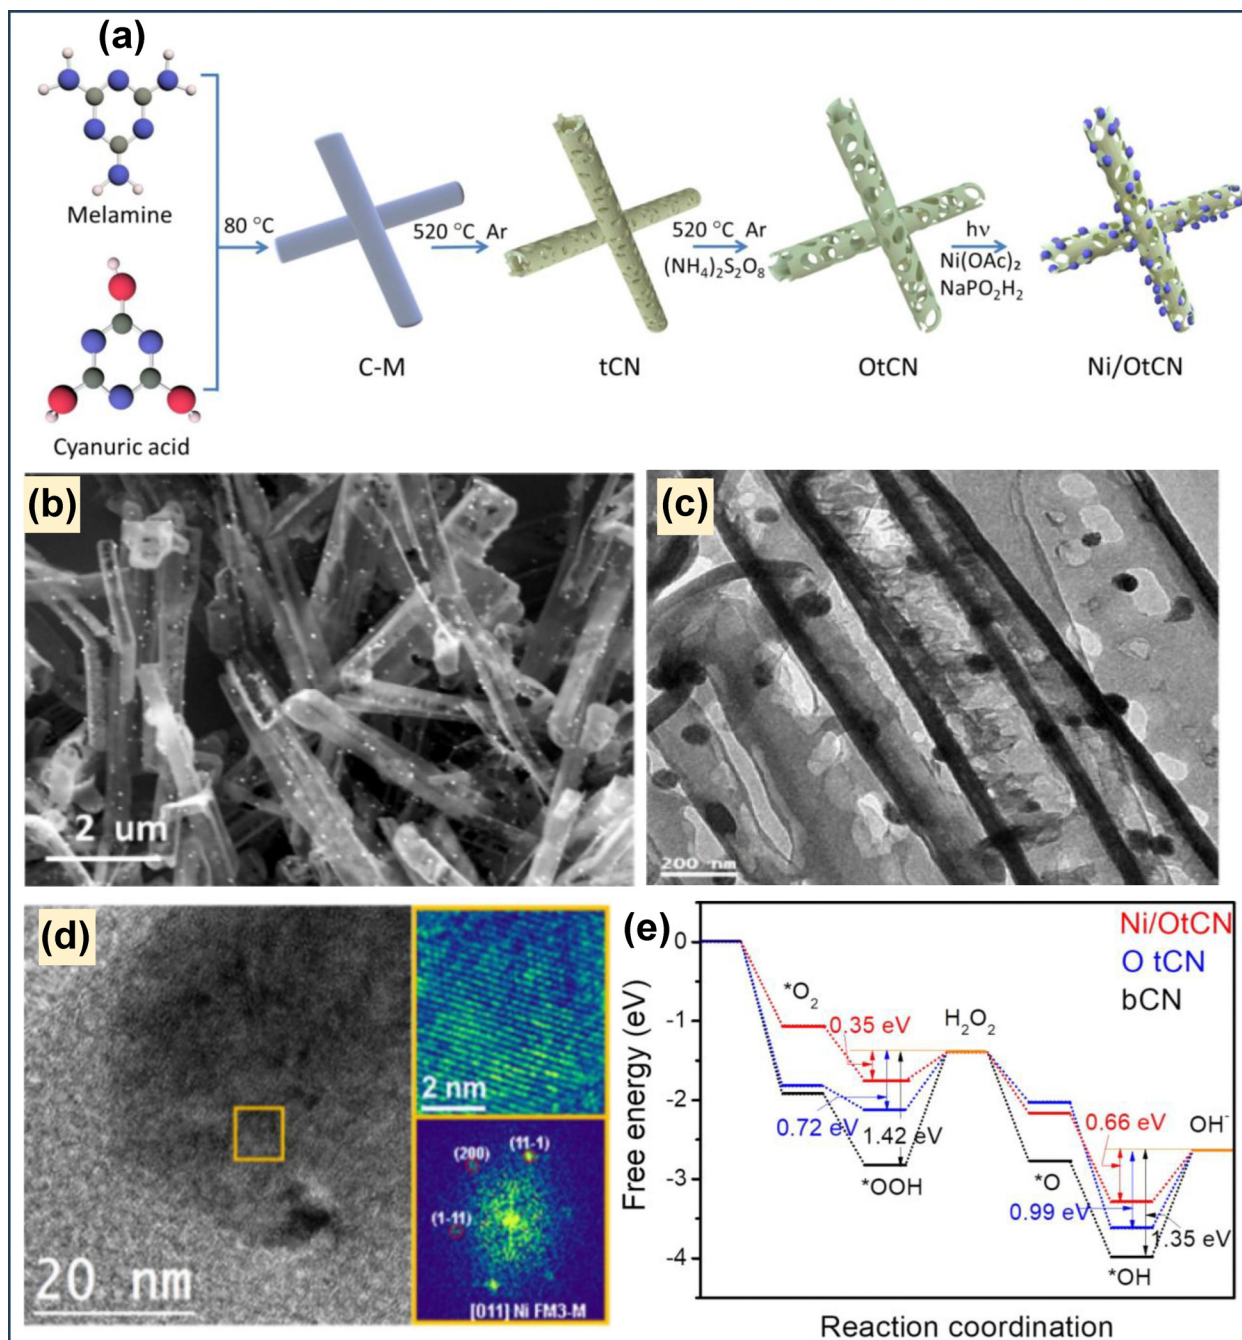 (a)
Melamine
Cyanuric acid
80 °C
C-M
520 °C Ar
tCN
520 °C Ar
(NH₄)₂S₂O₈
OtCN
hν
Ni(OAc)₂
NaPO₂H₂
Ni/OtCN
(b)
2 um
(c)
200 nm
(d)
20 nm
2 nm
(200)
(11-1)
(1-11)
[011] Ni FM3-M
(e)
Free energy (eV)
0
-1
-2
-3
-4
Ni/OtCN
O tCN
bCN
*O₂
0.35 eV
H₂O₂
0.72 eV
1.42 eV
*OOH
*O
0.66 eV
OH⁻
0.99 eV
1.35 eV
*OH
Reaction coordination